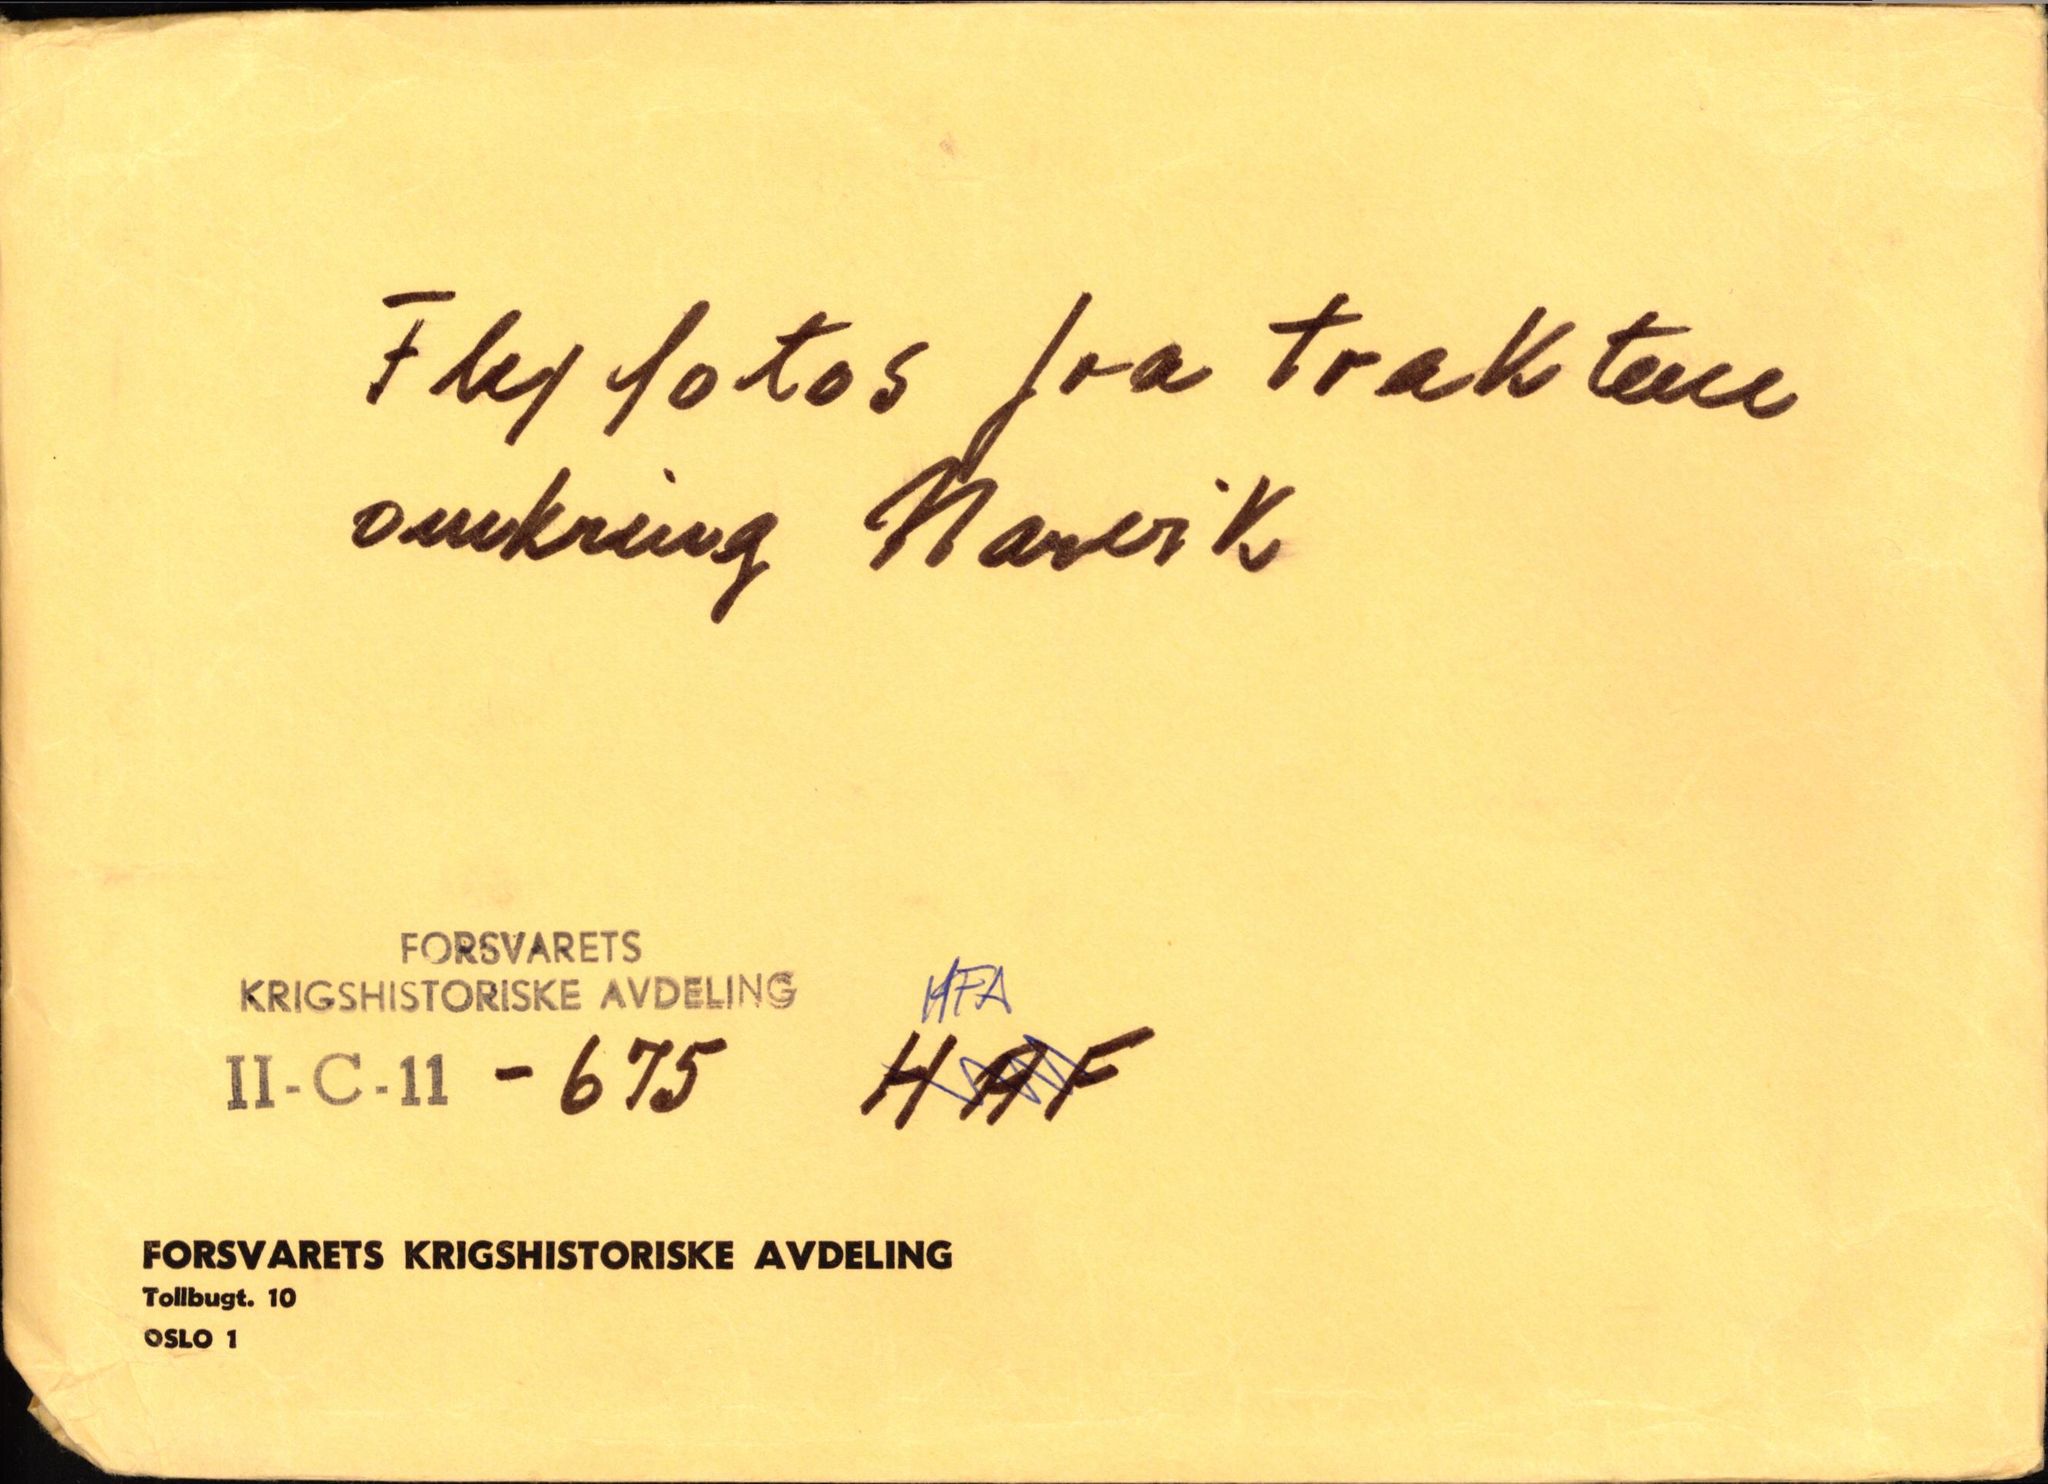 Flyfotos fra traktene
omkring Narvik
FORSVARETS
KRIGSHISTORISKE AVDELING
HFA
II-C-11 - 675 HAF
FORSVARETS KRIGSHISTORISKE AVDELING
Tollbugt. 10
OSLO 1